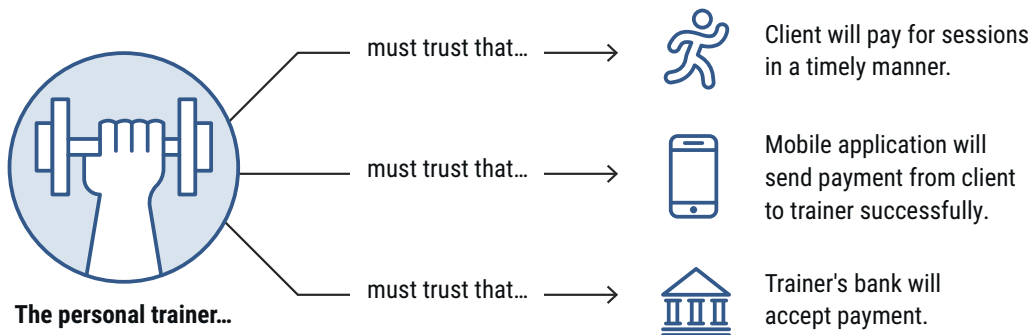 must trust that…
Client will pay for sessions
in a timely manner.
must trust that…
Mobile application will
send payment from client
to trainer successfully.
must trust that…
Trainer's bank will
accept payment.
The personal trainer…